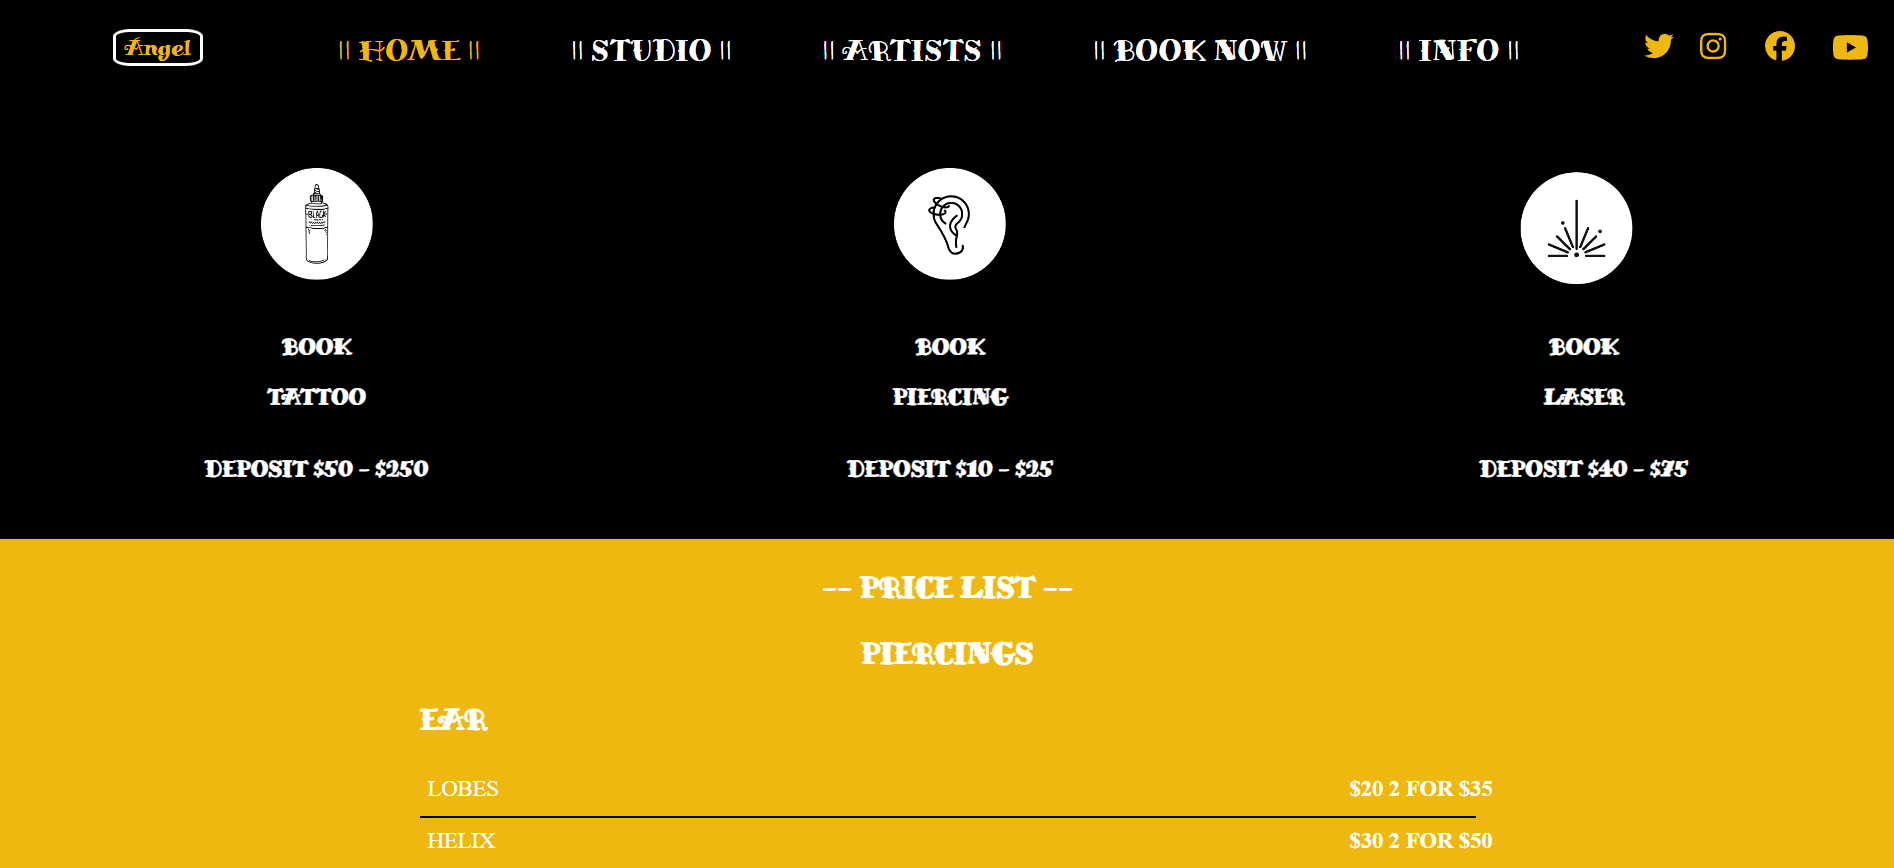 Angel
|| HOME ||
|| STUDIO ||
|| ARTISTS ||
|| BOOK NOW ||
|| INFO ||
BLACK
BOOK
TATTOO
DEPOSIT $50 - $250
BOOK
PIERCING
DEPOSIT $10 - $25
BOOK
LASER
DEPOSIT $40 - $75
-- PRICE LIST --
PIERCINGS
EAR
LOBES $20 2 FOR $35
HELIX $30 2 FOR $50